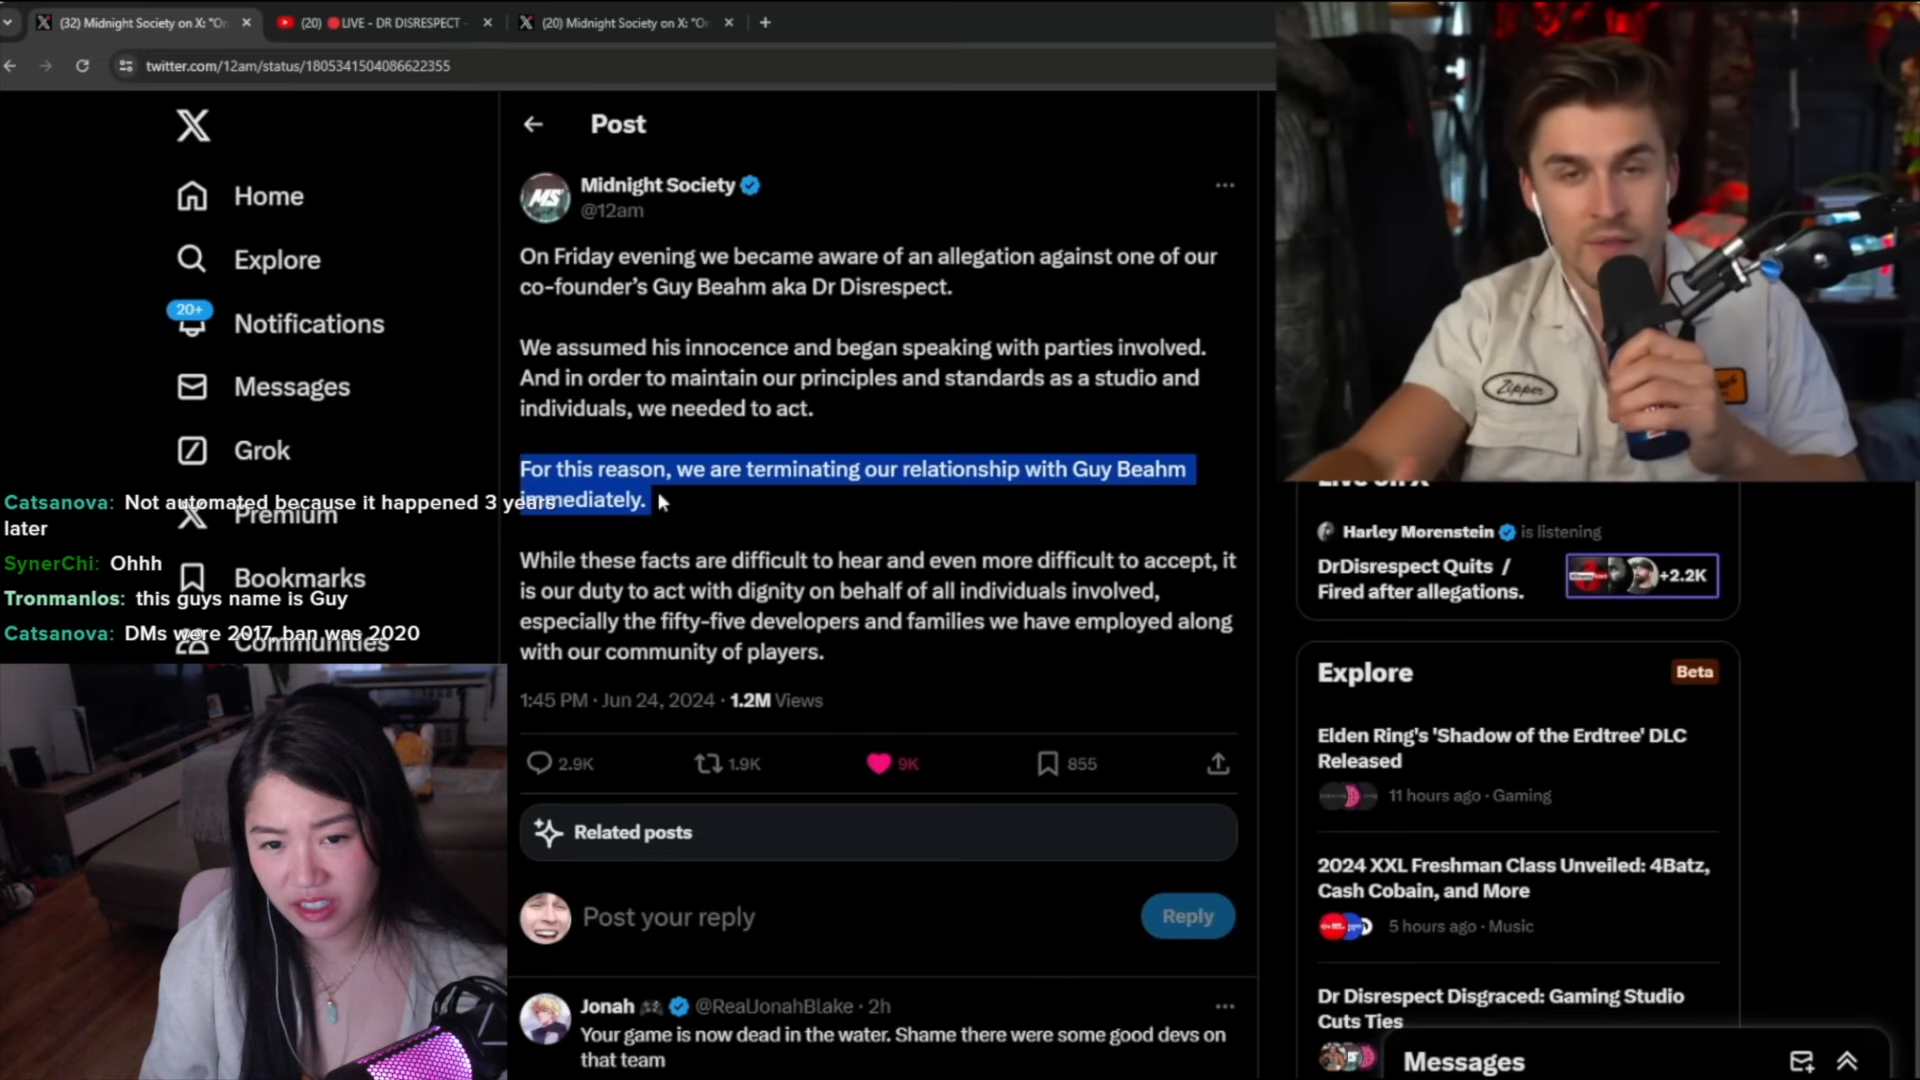 (32) Midnight Society on X: "On
(20) 🔴LIVE - DR DISRESPECT -
(20) Midnight Society on X: "Or
twitter.com/12am/status/1805341504086622355
Home
Explore
20+
Notifications
Messages
Grok
Premium
Bookmarks
Communities
Catsanova: Not automated because it happened 3 years
later
SynerChi: Ohhh
Tronmanlos: this guys name is Guy
Catsanova: DMs were 2017, ban was 2020
Post
MS
Midnight Society
@12am
On Friday evening we became aware of an allegation against one of our
co-founder’s Guy Beahm aka Dr Disrespect.
We assumed his innocence and began speaking with parties involved.
And in order to maintain our principles and standards as a studio and
individuals, we needed to act.
For this reason, we are terminating our relationship with Guy Beahm
immediately.
While these facts are difficult to hear and even more difficult to accept, it
is our duty to act with dignity on behalf of all individuals involved,
especially the fifty-five developers and families we have employed along
with our community of players.
1:45 PM · Jun 24, 2024 · 1.2M Views
2.9K 1.9K 9K 855
Related posts
Post your reply
Reply
Jonah 🎮 @RealJonahBlake · 2h
Your game is now dead in the water. Shame there were some good devs on
that team
Zipper
Live on X
Harley Morenstein is listening
DrDisrespect Quits /
Fired after allegations.
+2.2K
Explore
Beta
Elden Ring's 'Shadow of the Erdtree' DLC
Released
11 hours ago · Gaming
2024 XXL Freshman Class Unveiled: 4Batz,
Cash Cobain, and More
5 hours ago · Music
Dr Disrespect Disgraced: Gaming Studio
Cuts Ties
Messages